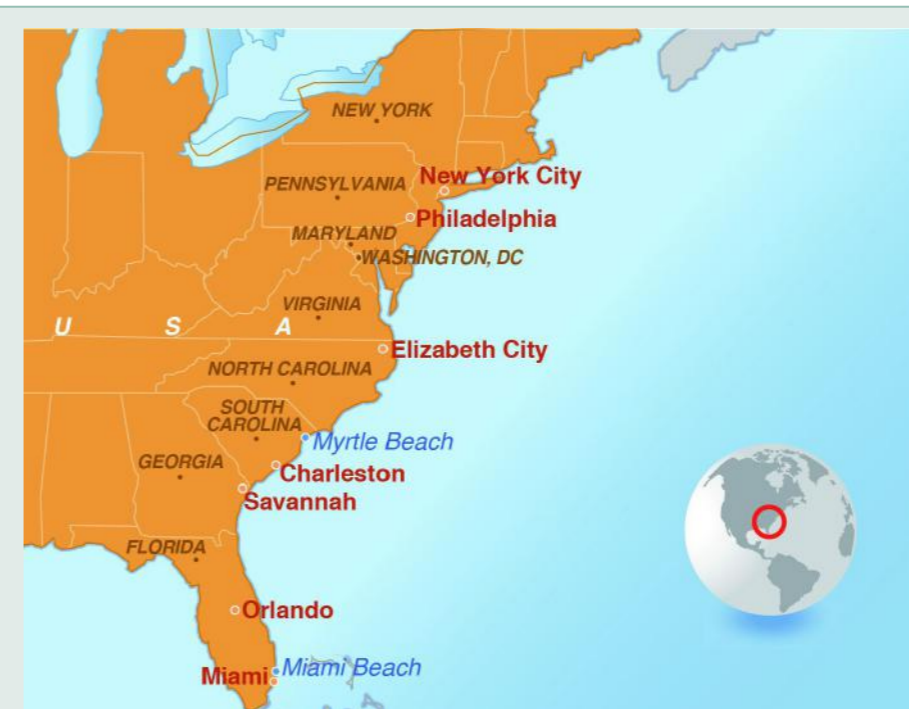 NEW YORK
New York City
PENNSYLVANIA
Philadelphia
MARYLAND
WASHINGTON, DC
VIRGINIA
U S A
Elizabeth City
NORTH CAROLINA
SOUTH
CAROLINA
Myrtle Beach
GEORGIA
Charleston
Savannah
FLORIDA
Orlando
Miami Beach
Miami